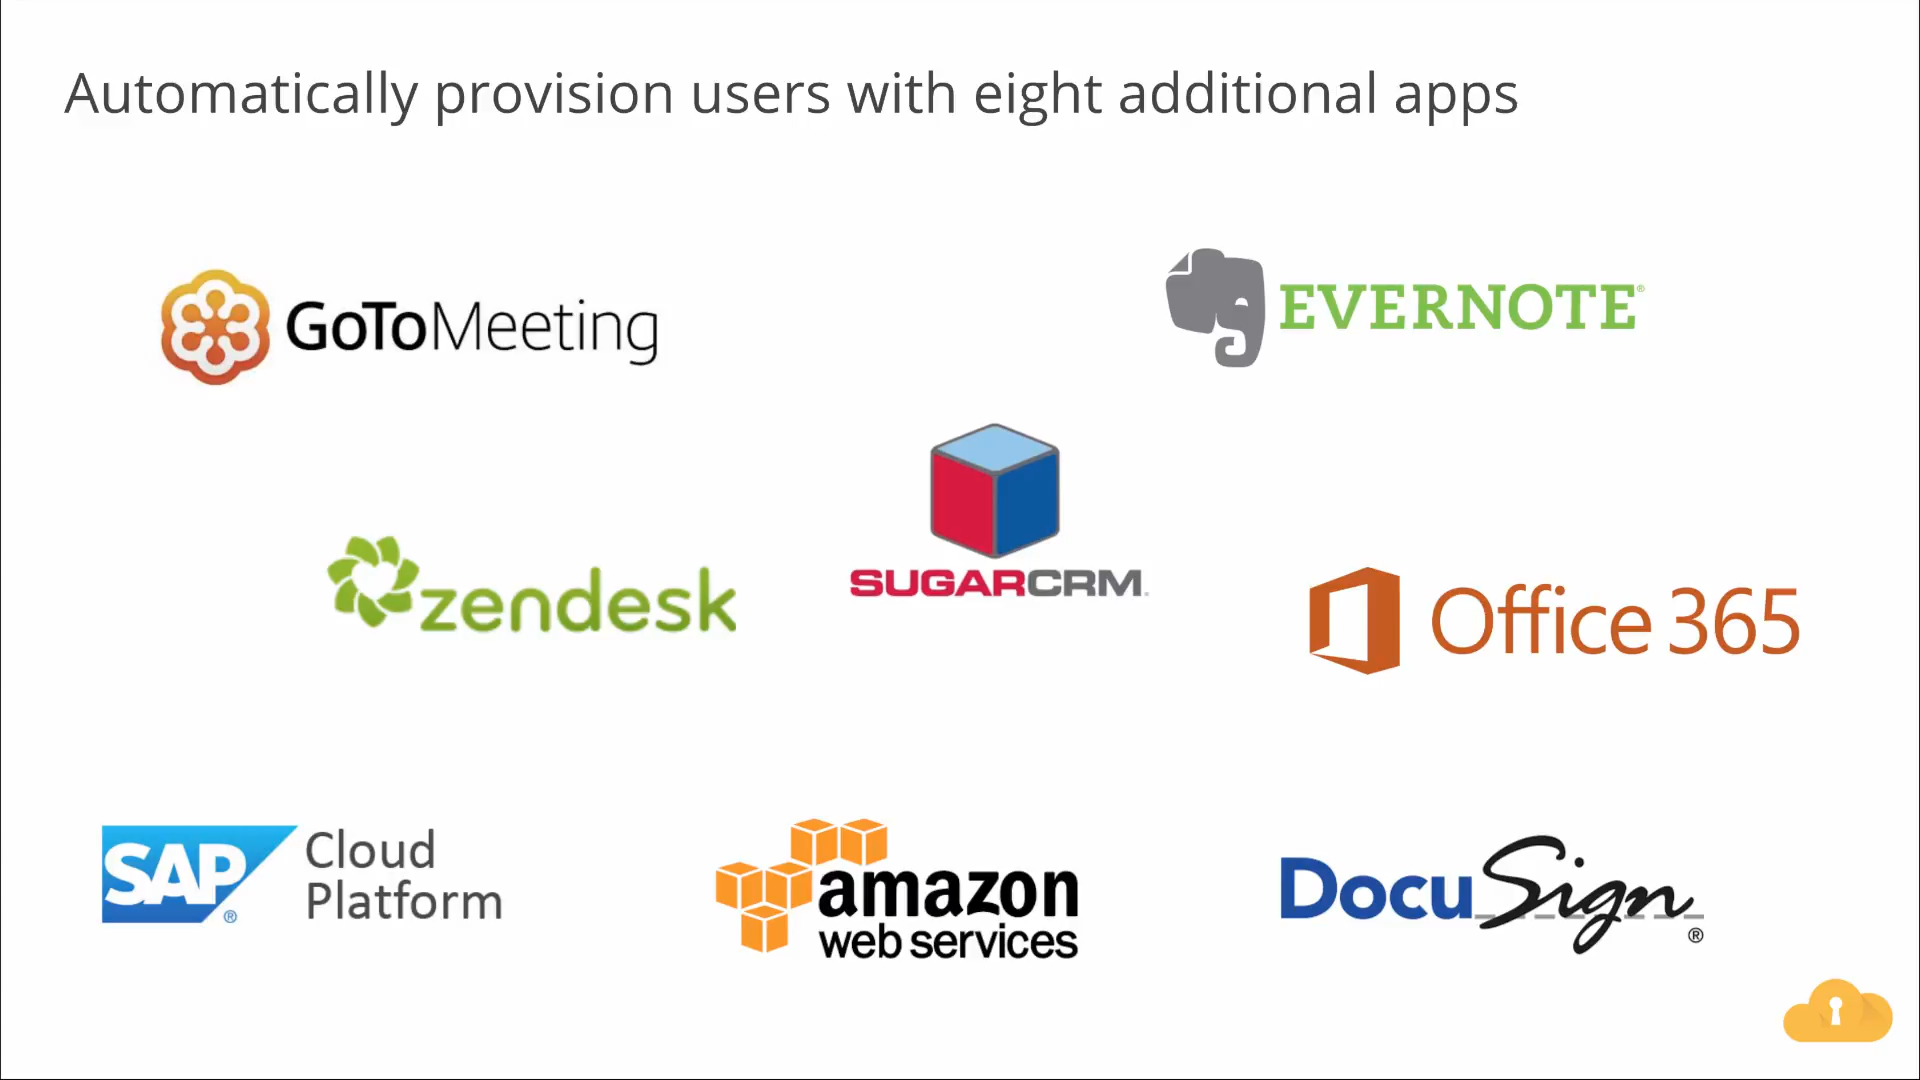 Automatically provision users with eight additional apps
GoToMeeting
EVERNOTE®
SUGARCRM.
zendesk
Office 365
SAP®
Cloud
Platform
amazon
web services
DocuSign®